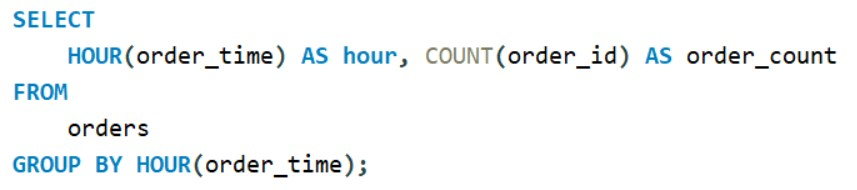 SELECT
    HOUR(order_time) AS hour, COUNT(order_id) AS order_count
FROM
    orders
GROUP BY HOUR(order_time);